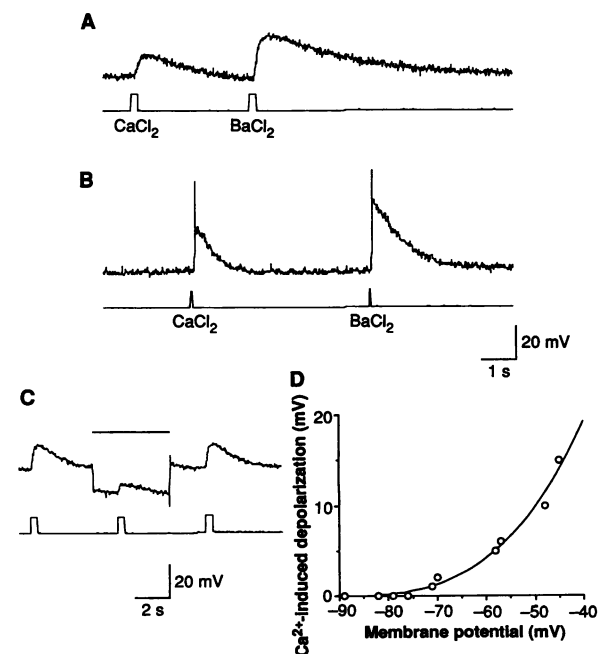 A
CaCl2 BaCl2
B
CaCl2 BaCl2
20 mV
1 s
C
20 mV
2 s
D
Ca2+-induced depolarization (mV)
20
10
0
−90 −80 −70 −60 −50 −40
Membrane potential (mV)